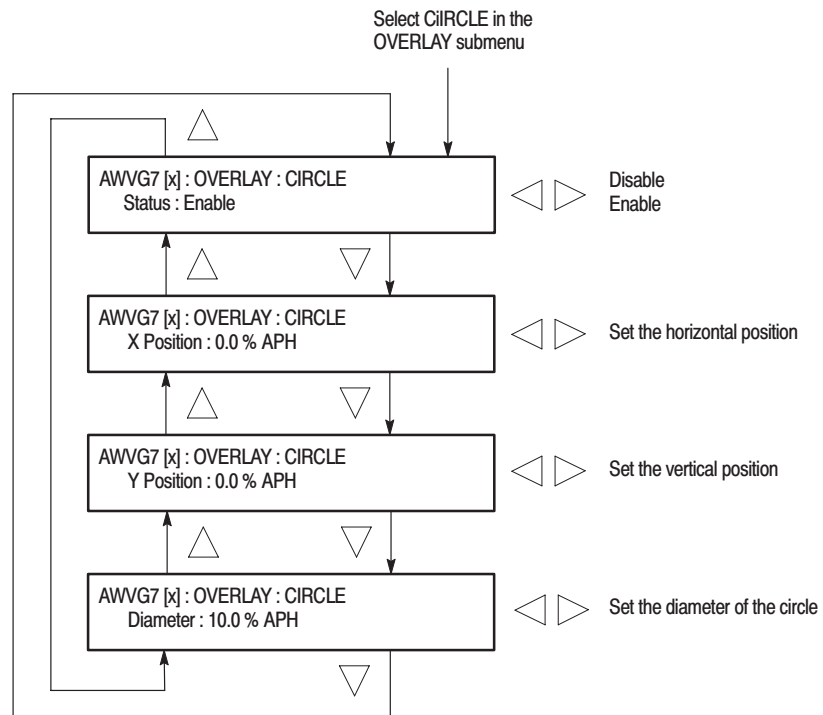 Select CiIRCLE in the
OVERLAY submenu
AWVG7 [x] : OVERLAY : CIRCLE
Status : Enable
Disable
Enable
AWVG7 [x] : OVERLAY : CIRCLE
X Position : 0.0 % APH
Set the horizontal position
AWVG7 [x] : OVERLAY : CIRCLE
Y Position : 0.0 % APH
Set the vertical position
AWVG7 [x] : OVERLAY : CIRCLE
Diameter : 10.0 % APH
Set the diameter of the circle